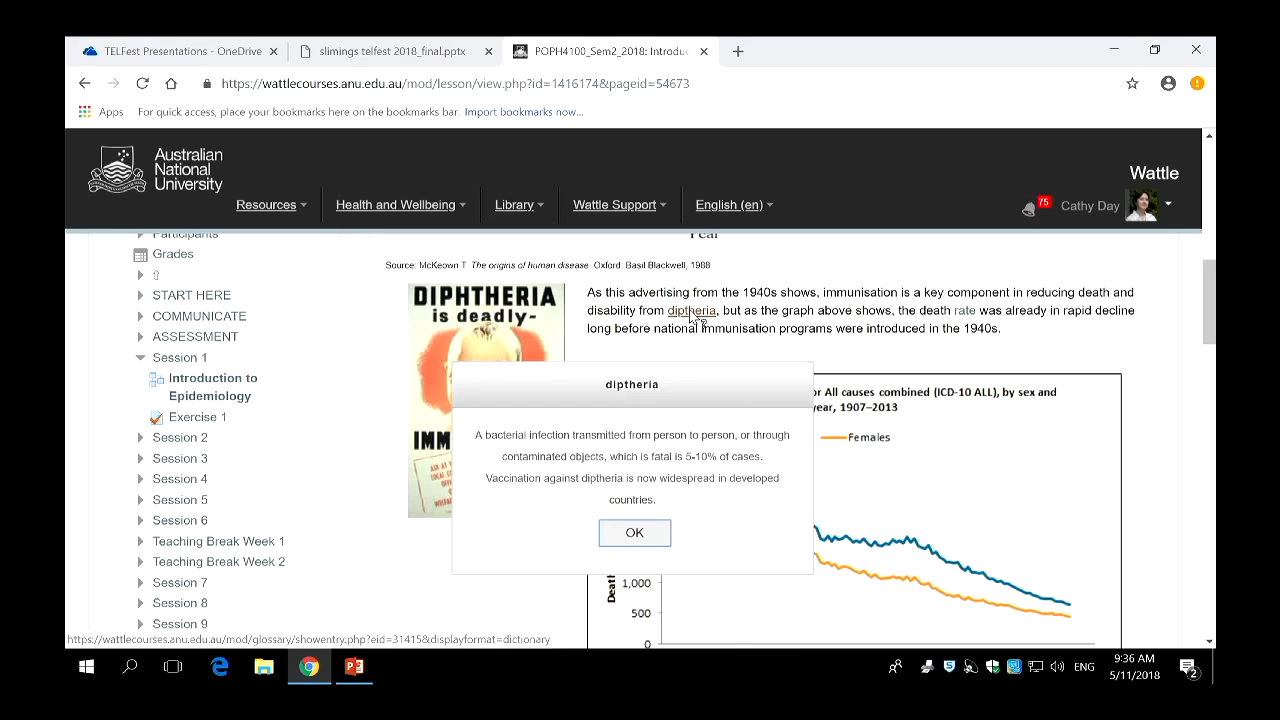 TELFest Presentations - OneDrive
slimings telfest 2018_final.pptx
POPH4100_Sem2_2018: Introduc
https://wattlecourses.anu.edu.au/mod/lesson/view.php?id=1416174&pageid=54673
Apps
For quick access, place your bookmarks here on the bookmarks bar. Import bookmarks now...
Australian
National
University
Wattle
Resources
Health and Wellbeing
Library
Wattle Support
English (en)
75
Cathy Day
Participants
Grades
⇧
START HERE
COMMUNICATE
ASSESSMENT
Session 1
Introduction to
Epidemiology
Exercise 1
Session 2
Session 3
Session 4
Session 5
Session 6
Teaching Break Week 1
Teaching Break Week 2
Session 7
Session 8
Session 9
Year
Source: McKeown T. The origins of human disease. Oxford: Basil Blackwell, 1988
DIPHTHERIA
is deadly-
As this advertising from the 1940s shows, immunisation is a key component in reducing death and
disability from diptheria, but as the graph above shows, the death rate was already in rapid decline
long before national immunisation programs were introduced in the 1940s.
diptheria
A bacterial infection transmitted from person to person, or through
contaminated objects, which is fatal is 5-10% of cases.
Vaccination against diptheria is now widespread in developed
countries.
OK
or All causes combined (ICD-10 ALL), by sex and
year, 1907–2013
Females
1,000
500
0
https://wattlecourses.anu.edu.au/mod/glossary/showentry.php?eid=31415&displayformat=dictionary
ENG
9:36 AM
5/11/2018
2